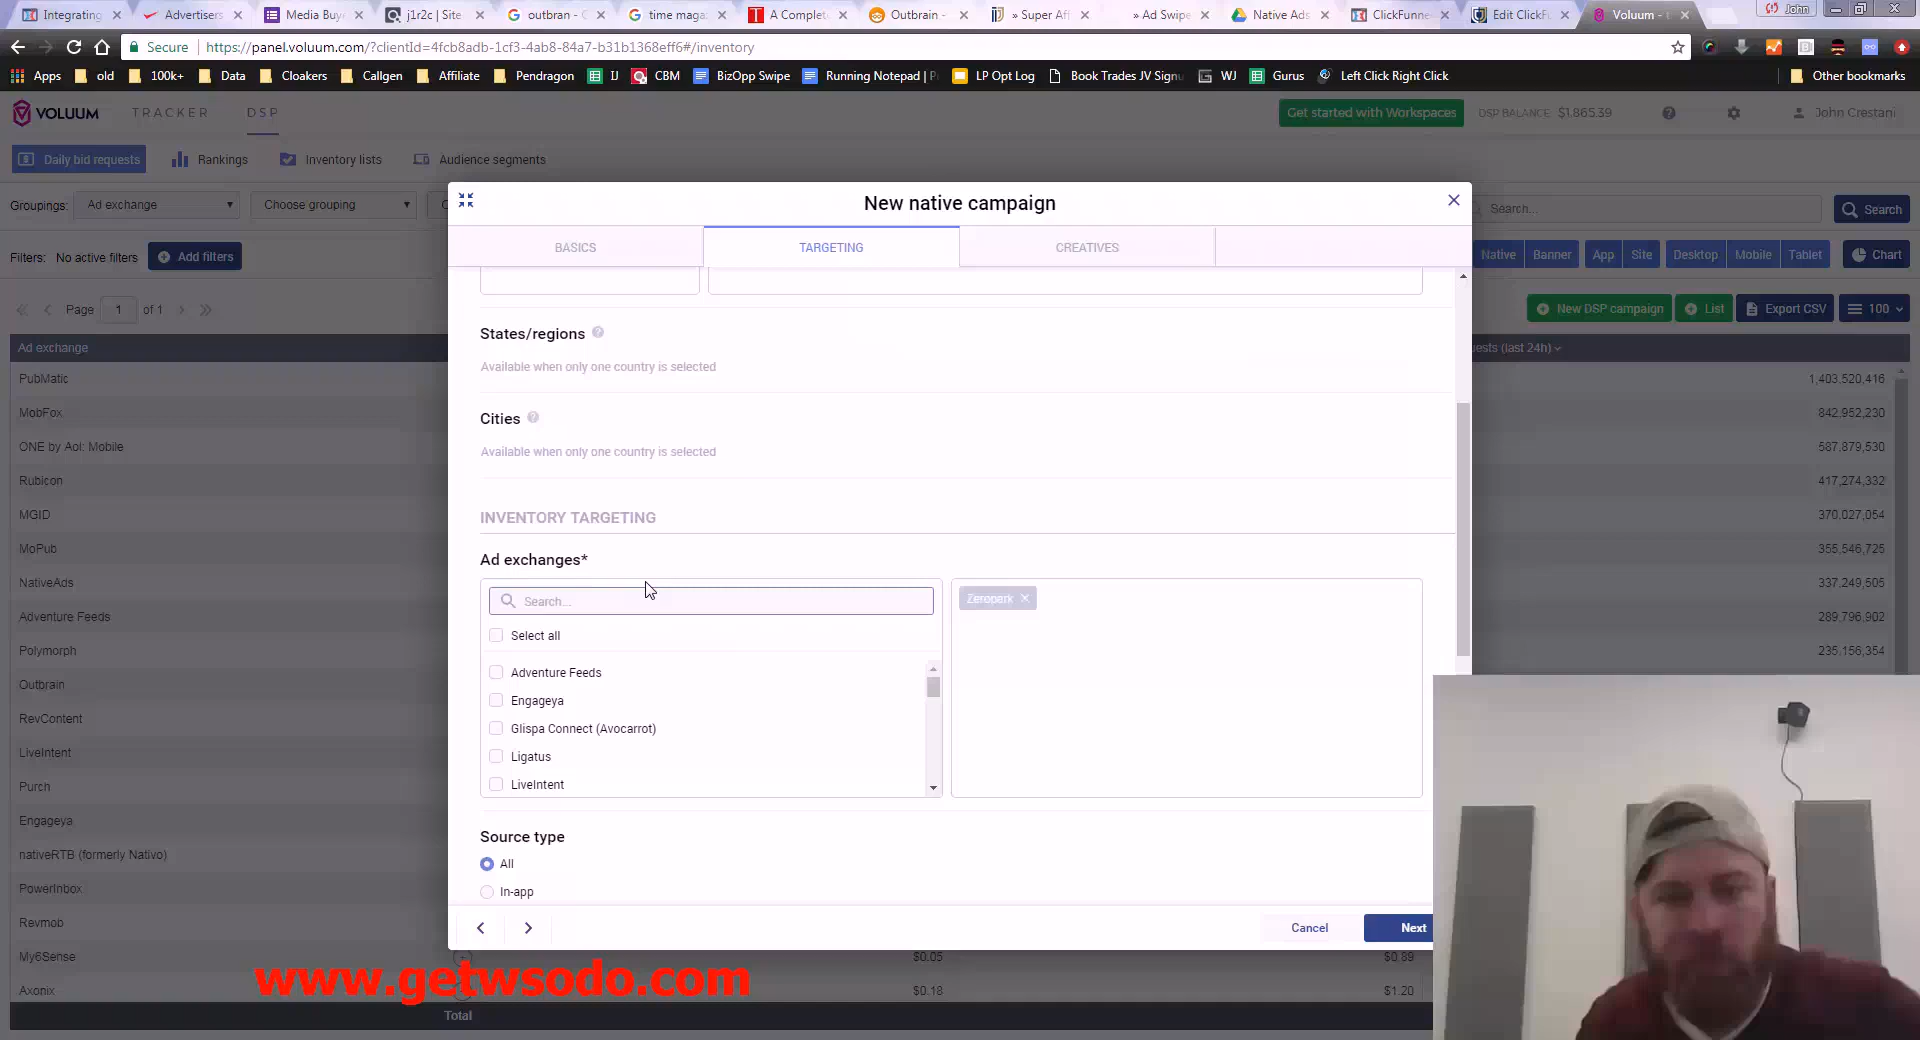 Integrating
Advertisers
Media Buye
j1r2c | Site
outbran - G
time magaz
A Complete
Outbrain -
» Super Aff
» Ad Swipe
Native Ads
ClickFunnel
Edit ClickFu
Voluum - t
John
Secure
https://panel.voluum.com/?clientId=4fcb8adb-1cf3-4ab8-84a7-b31b1368eff6#/inventory
Apps
old
100k+
Data
Cloakers
Callgen
Affiliate
Pendragon
IJ
CBM
BizOpp Swipe
Running Notepad | P
LP Opt Log
Book Trades JV Signu
WJ
Gurus
Left Click Right Click
Other bookmarks
VOLUUM
TRACKER
DSP
Get started with Workspaces
DSP BALANCE: $1,865.39
John Crestani
Daily bid requests
Rankings
Inventory lists
Audience segments
New native campaign
Groupings:
Ad exchange
Choose grouping
Search...
Search
BASICS
TARGETING
CREATIVES
Filters:
No active filters
Add filters
Native
Banner
App
Site
Desktop
Mobile
Tablet
Chart
Page
1
of 1
New DSP campaign
List
Export CSV
100
Ad exchange
ests (last 24h)
States/regions
Available when only one country is selected
Cities
Available when only one country is selected
INVENTORY TARGETING
Ad exchanges*
Search...
Zeropark
Select all
Adventure Feeds
Engageya
Glispa Connect (Avocarrot)
Ligatus
LiveIntent
Source type
All
In-app
Cancel
Next
PubMatic
1,403,520,416
MobFox
842,952,230
ONE by Aol: Mobile
587,879,530
Rubicon
417,274,332
MGID
370,027,054
MoPub
355,546,725
NativeAds
337,249,505
Adventure Feeds
289,796,902
Polymorph
235,156,354
Outbrain
RevContent
LiveIntent
Purch
Engageya
nativeRTB (formerly Nativo)
PowerInbox
Revmob
My6Sense
$0.05
$0.89
Axonix
$0.18
$1.20
Total
www.getwsodo.com